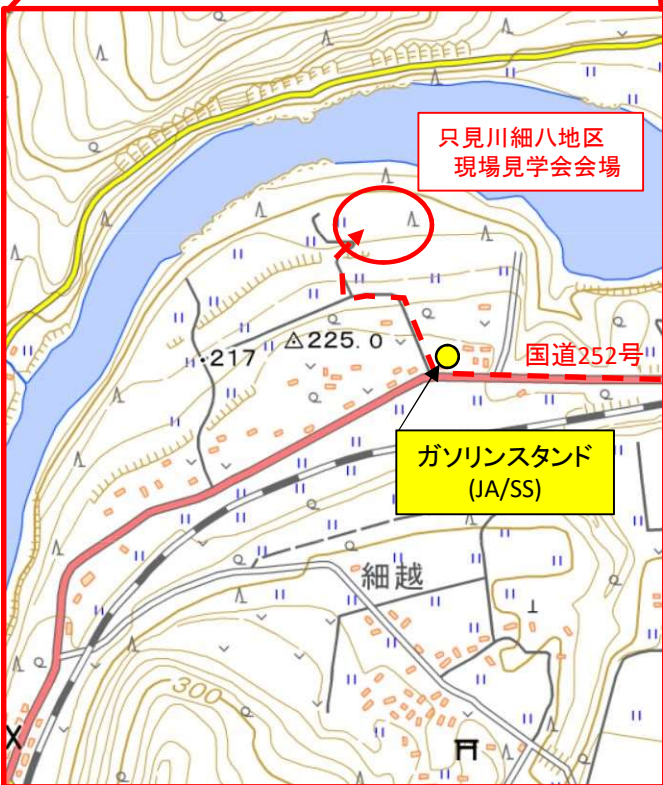 只見川細八地区
現場見学会会場
225.0
217
国道252号
ガソリンスタンド
(JA/SS)
細越
300